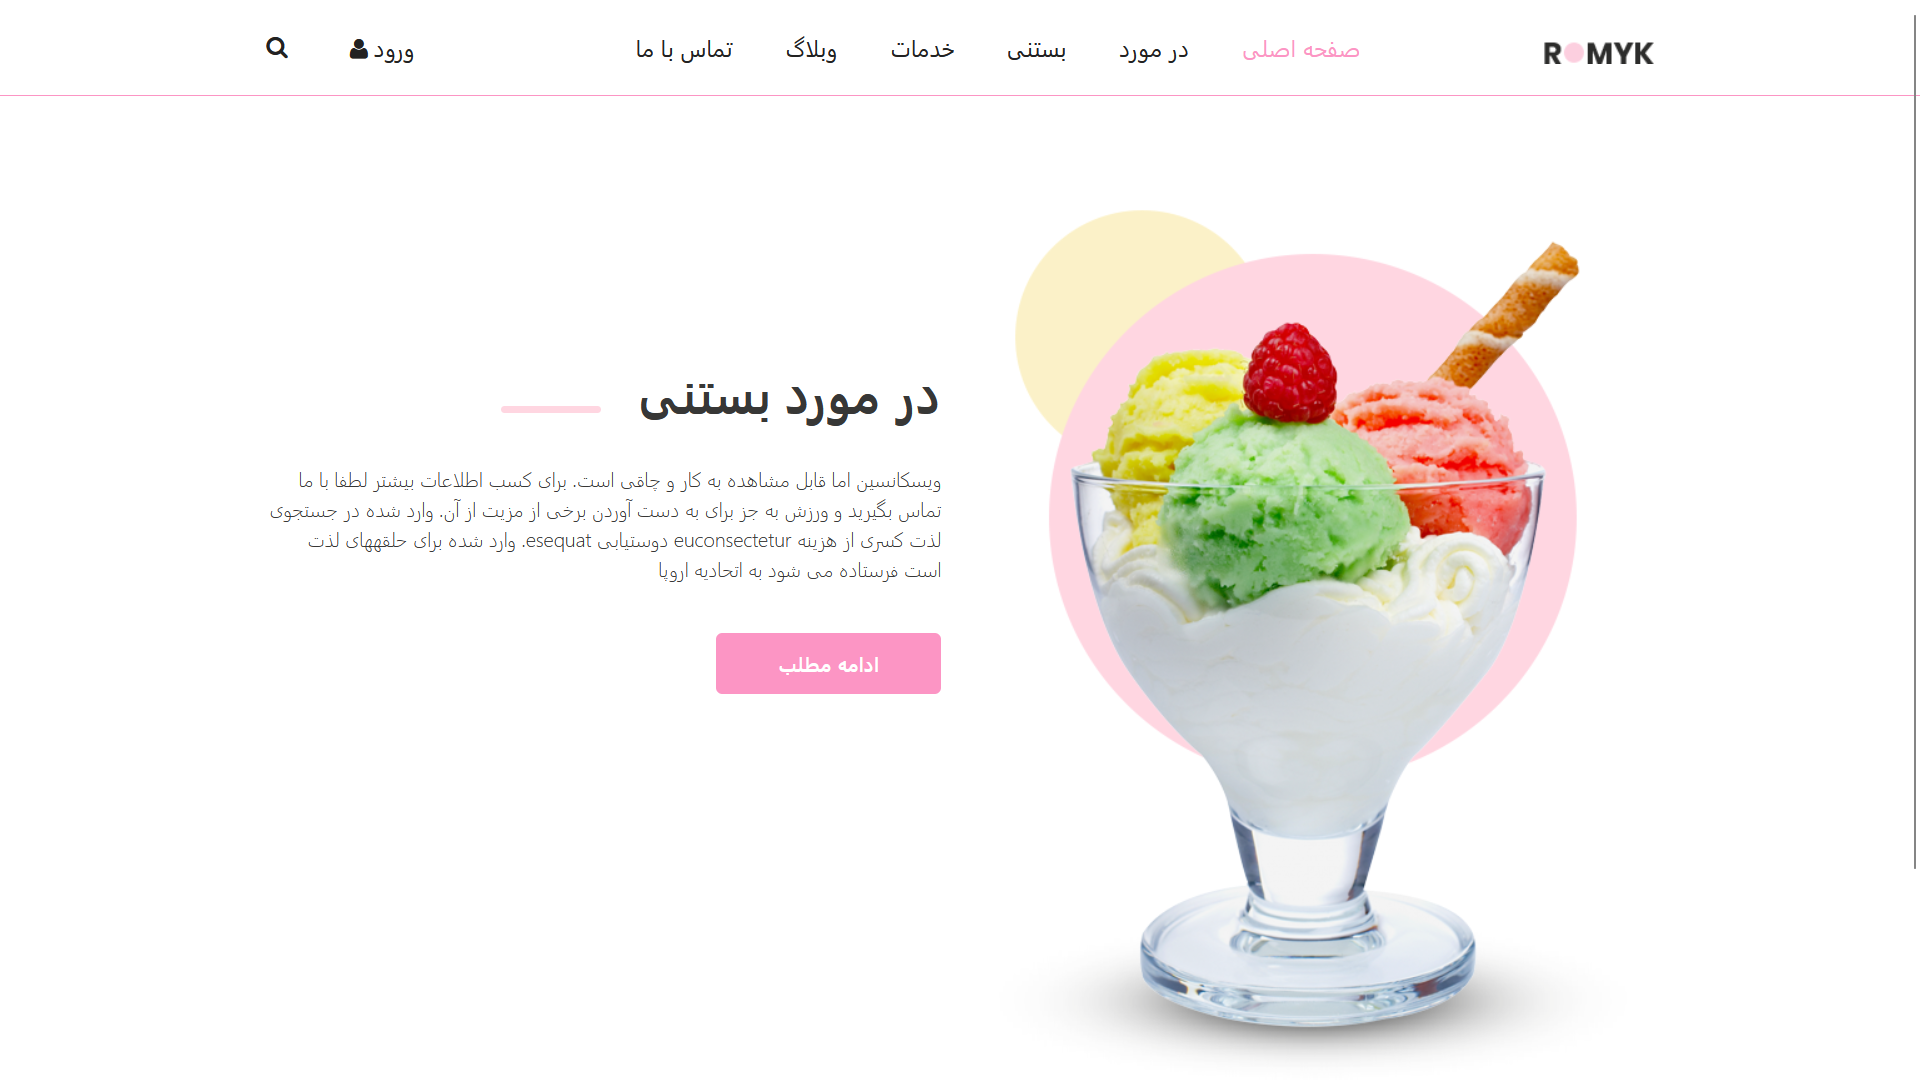 R MYK
صفحه اصلی
در مورد
بستنی
خدمات
وبلاگ
تماس با ما
ورود
در مورد بستنی
ویسکانسین اما قابل مشاهده به کار و چاقی است. برای کسب اطلاعات بیشتر لطفا با ما
تماس بگیرید و ورزش به جز برای به دست آوردن برخی از مزیت از آن. وارد شده در جستجوی
لذت کسری از هزینه euconsectetur دوستیابی esequat. وارد شده برای حلقههای لذت
است فرستاده می شود به اتحادیه اروپا
ادامه مطلب